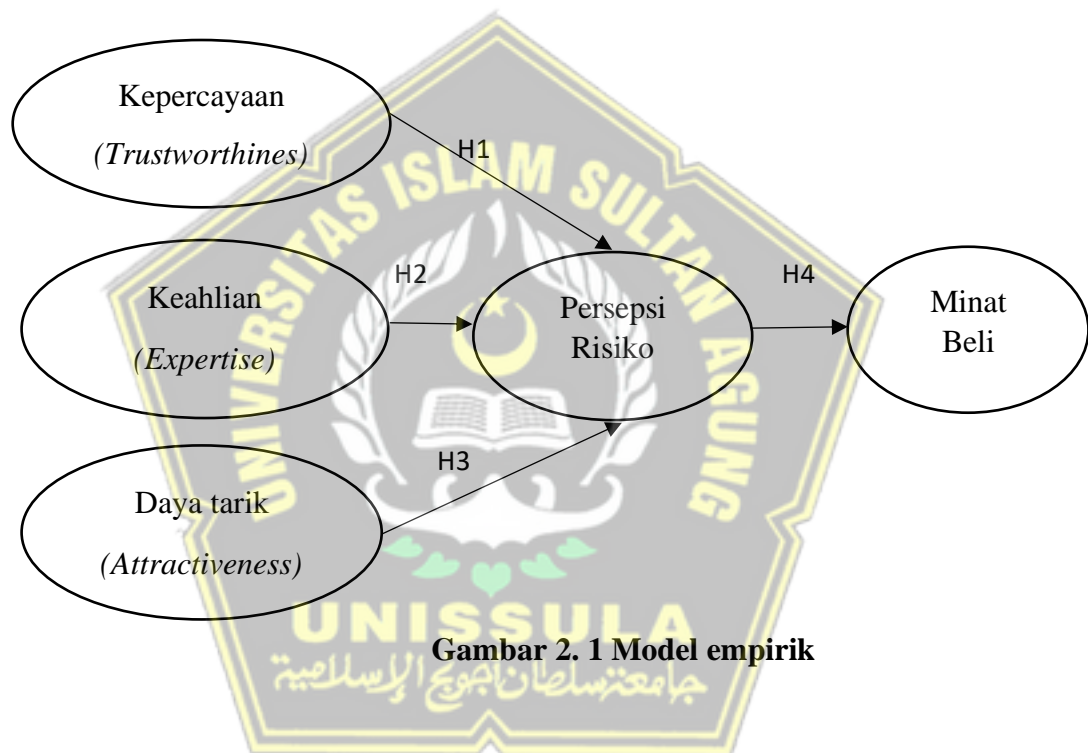 Kepercayaan
(Trustworthines)
H1
UNIVERSITAS ISLAM SULTAN AGUNG
Keahlian
(Expertise)
H2
Persepsi
Risiko
H4
Minat
Beli
Daya tarik
(Attractiveness)
H3
UNISSULA
جامعة سلطان أجونج الإسلامية
Gambar 2. 1 Model empirik